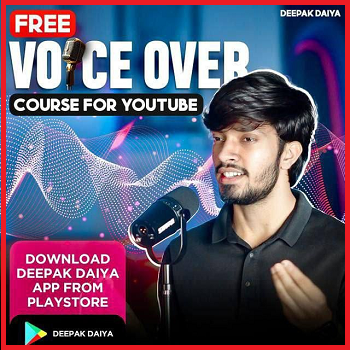 DEEPAK DAIYA
FREE
VOICE OVER
COURSE FOR YOUTUBE
DOWNLOAD
DEEPAK DAIYA
APP FROM
PLAYSTORE
DEEPAK DAIYA